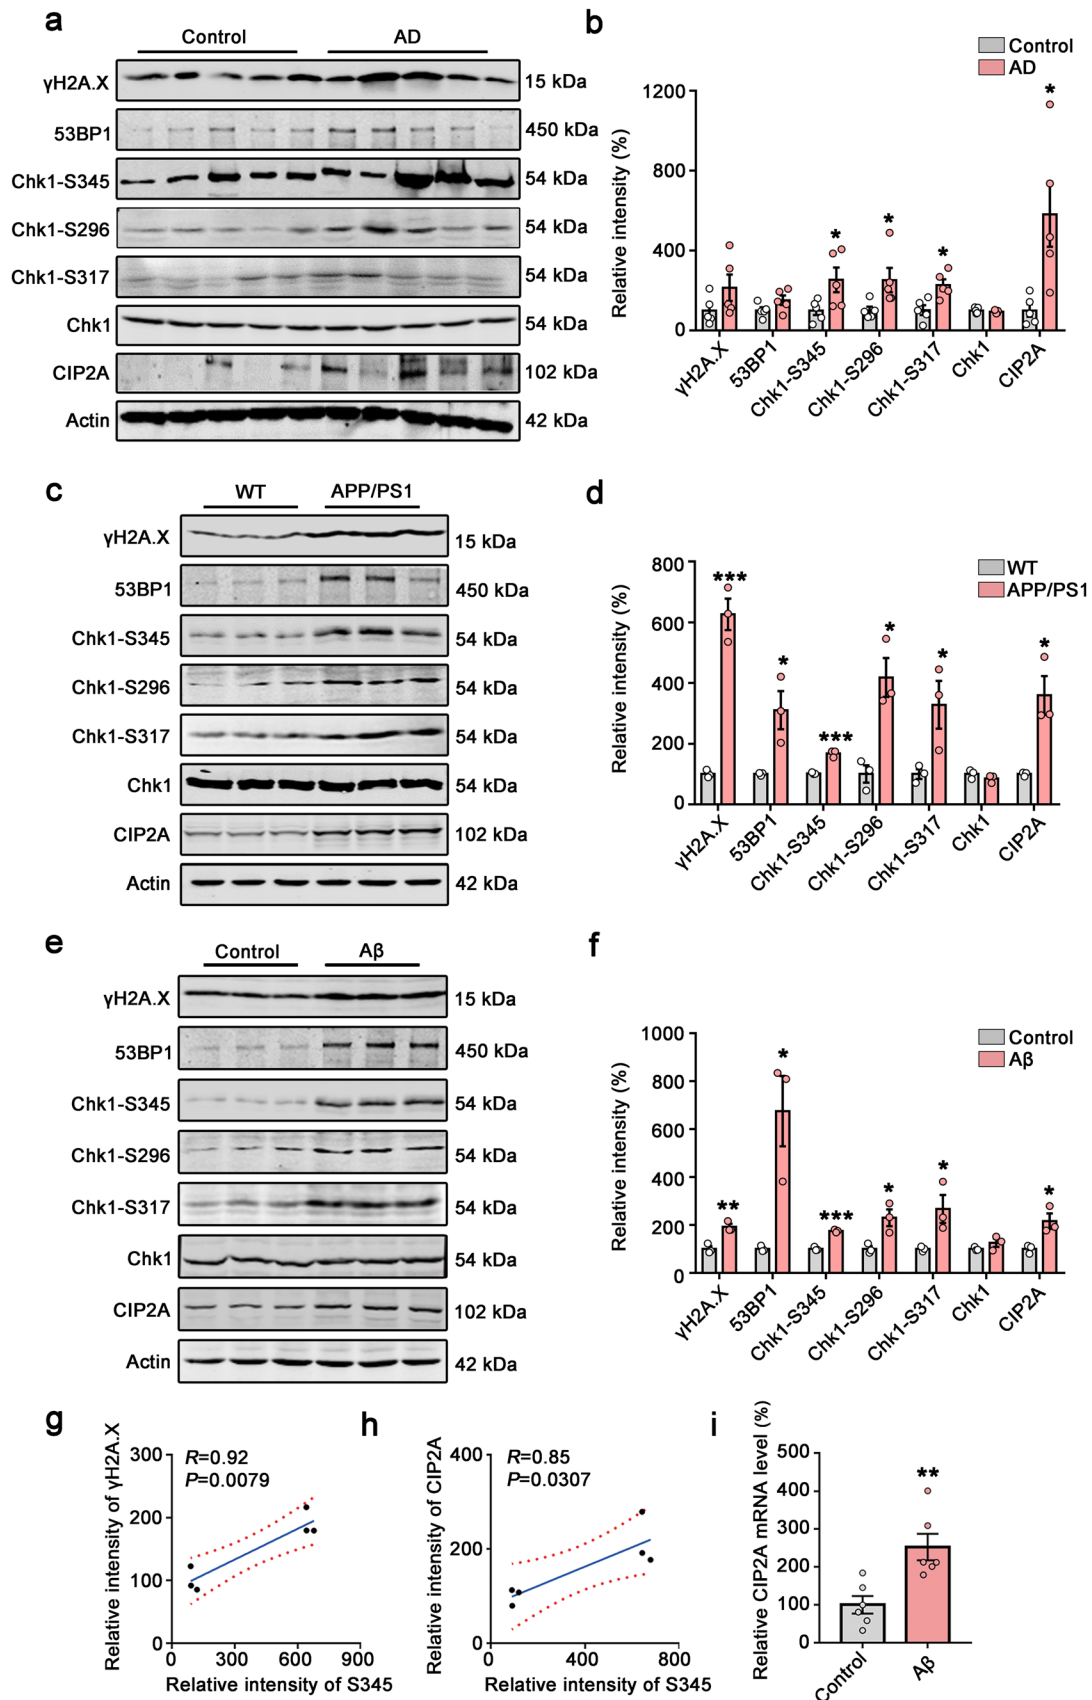 a
Control AD
γH2A.X 15 kDa
53BP1 450 kDa
Chk1-S345 54 kDa
Chk1-S296 54 kDa
Chk1-S317 54 kDa
Chk1 54 kDa
CIP2A 102 kDa
Actin 42 kDa
b
Control
AD
Relative intensity (%)
1200
800
400
0
* * * *
γH2A.X 53BP1 Chk1-S345 Chk1-S296 Chk1-S317 Chk1 CIP2A
c
WT APP/PS1
γH2A.X 15 kDa
53BP1 450 kDa
Chk1-S345 54 kDa
Chk1-S296 54 kDa
Chk1-S317 54 kDa
Chk1 54 kDa
CIP2A 102 kDa
Actin 42 kDa
d
WT
APP/PS1
Relative intensity (%)
800
600
400
200
0
*** * *** * * *
γH2A.X 53BP1 Chk1-S345 Chk1-S296 Chk1-S317 Chk1 CIP2A
e
Control Aβ
γH2A.X 15 kDa
53BP1 450 kDa
Chk1-S345 54 kDa
Chk1-S296 54 kDa
Chk1-S317 54 kDa
Chk1 54 kDa
CIP2A 102 kDa
Actin 42 kDa
f
Control
Aβ
Relative intensity (%)
1000
800
600
400
200
0
** * *** * * *
γH2A.X 53BP1 Chk1-S345 Chk1-S296 Chk1-S317 Chk1 CIP2A
g
Relative intensity of γH2A.X
300
200
100
0
R=0.92
P=0.0079
0 300 600 900
Relative intensity of S345
h
Relative intensity of CIP2A
400
200
0
R=0.85
P=0.0307
0 400 800
Relative intensity of S345
i
Relative CIP2A mRNA level (%)
500
400
300
200
100
0
**
Control Aβ